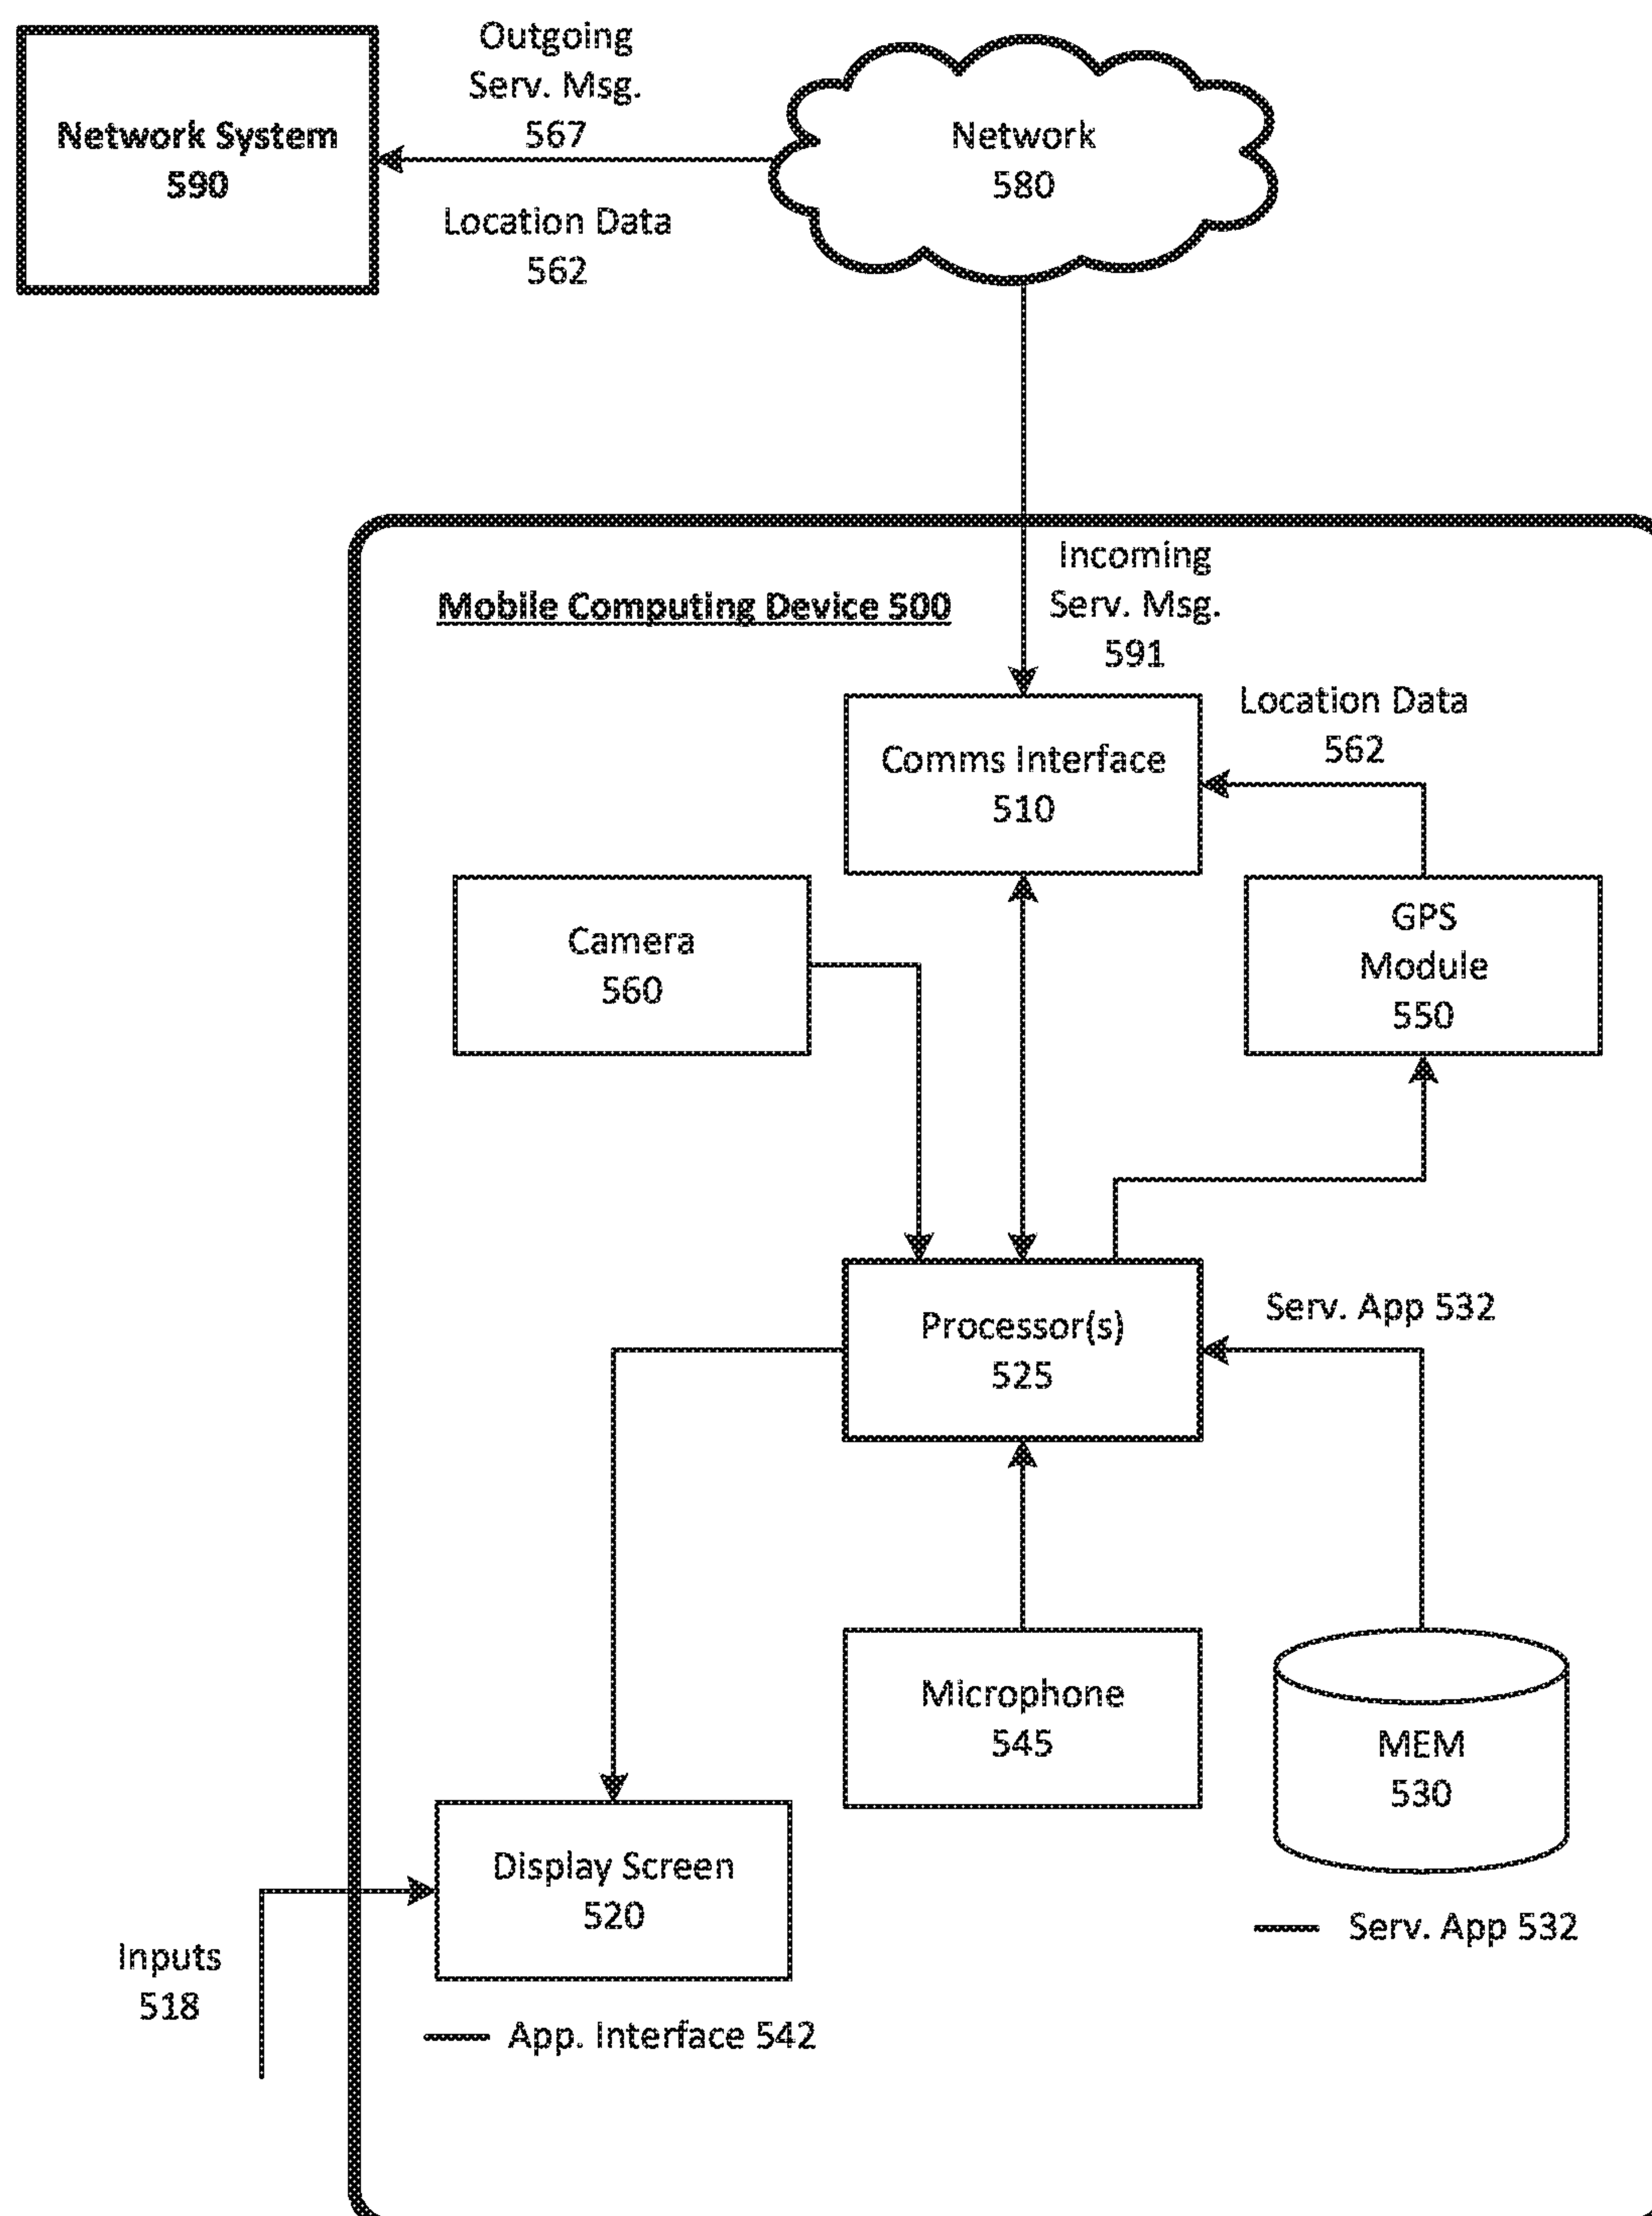 Outgoing
Serv. Msg.
567
Network System
590
Location Data
562
Network
580
Mobile Computing Device 500
Incoming
Serv. Msg.
591
Location Data
562
Comms Interface
510
Camera
560
GPS
Module
550
Processor(s)
525
Serv. App 532
Microphone
545
MEM
530
Serv. App 532
Display Screen
520
Inputs
518
App. Interface 542